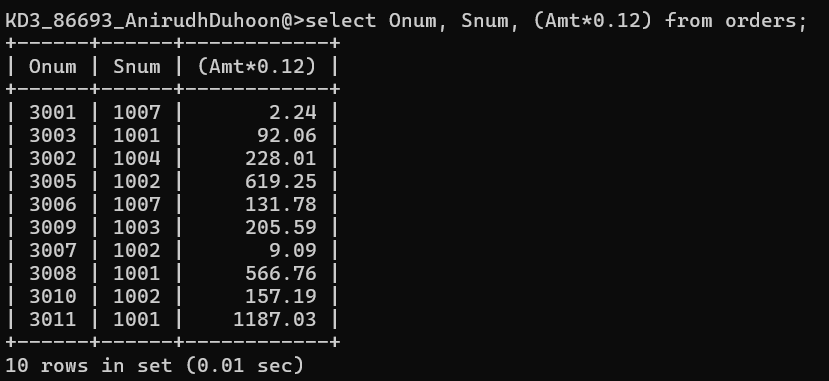 KD3_86693_AnirudhDuhoon@>select Onum, Snum, (Amt*0.12) from orders;
+------+------+------------+
| Onum | Snum | (Amt*0.12) |
+------+------+------------+
| 3001 | 1007 |       2.24 |
| 3003 | 1001 |      92.06 |
| 3002 | 1004 |     228.01 |
| 3005 | 1002 |     619.25 |
| 3006 | 1007 |     131.78 |
| 3009 | 1003 |     205.59 |
| 3007 | 1002 |       9.09 |
| 3008 | 1001 |     566.76 |
| 3010 | 1002 |     157.19 |
| 3011 | 1001 |    1187.03 |
+------+------+------------+
10 rows in set (0.01 sec)